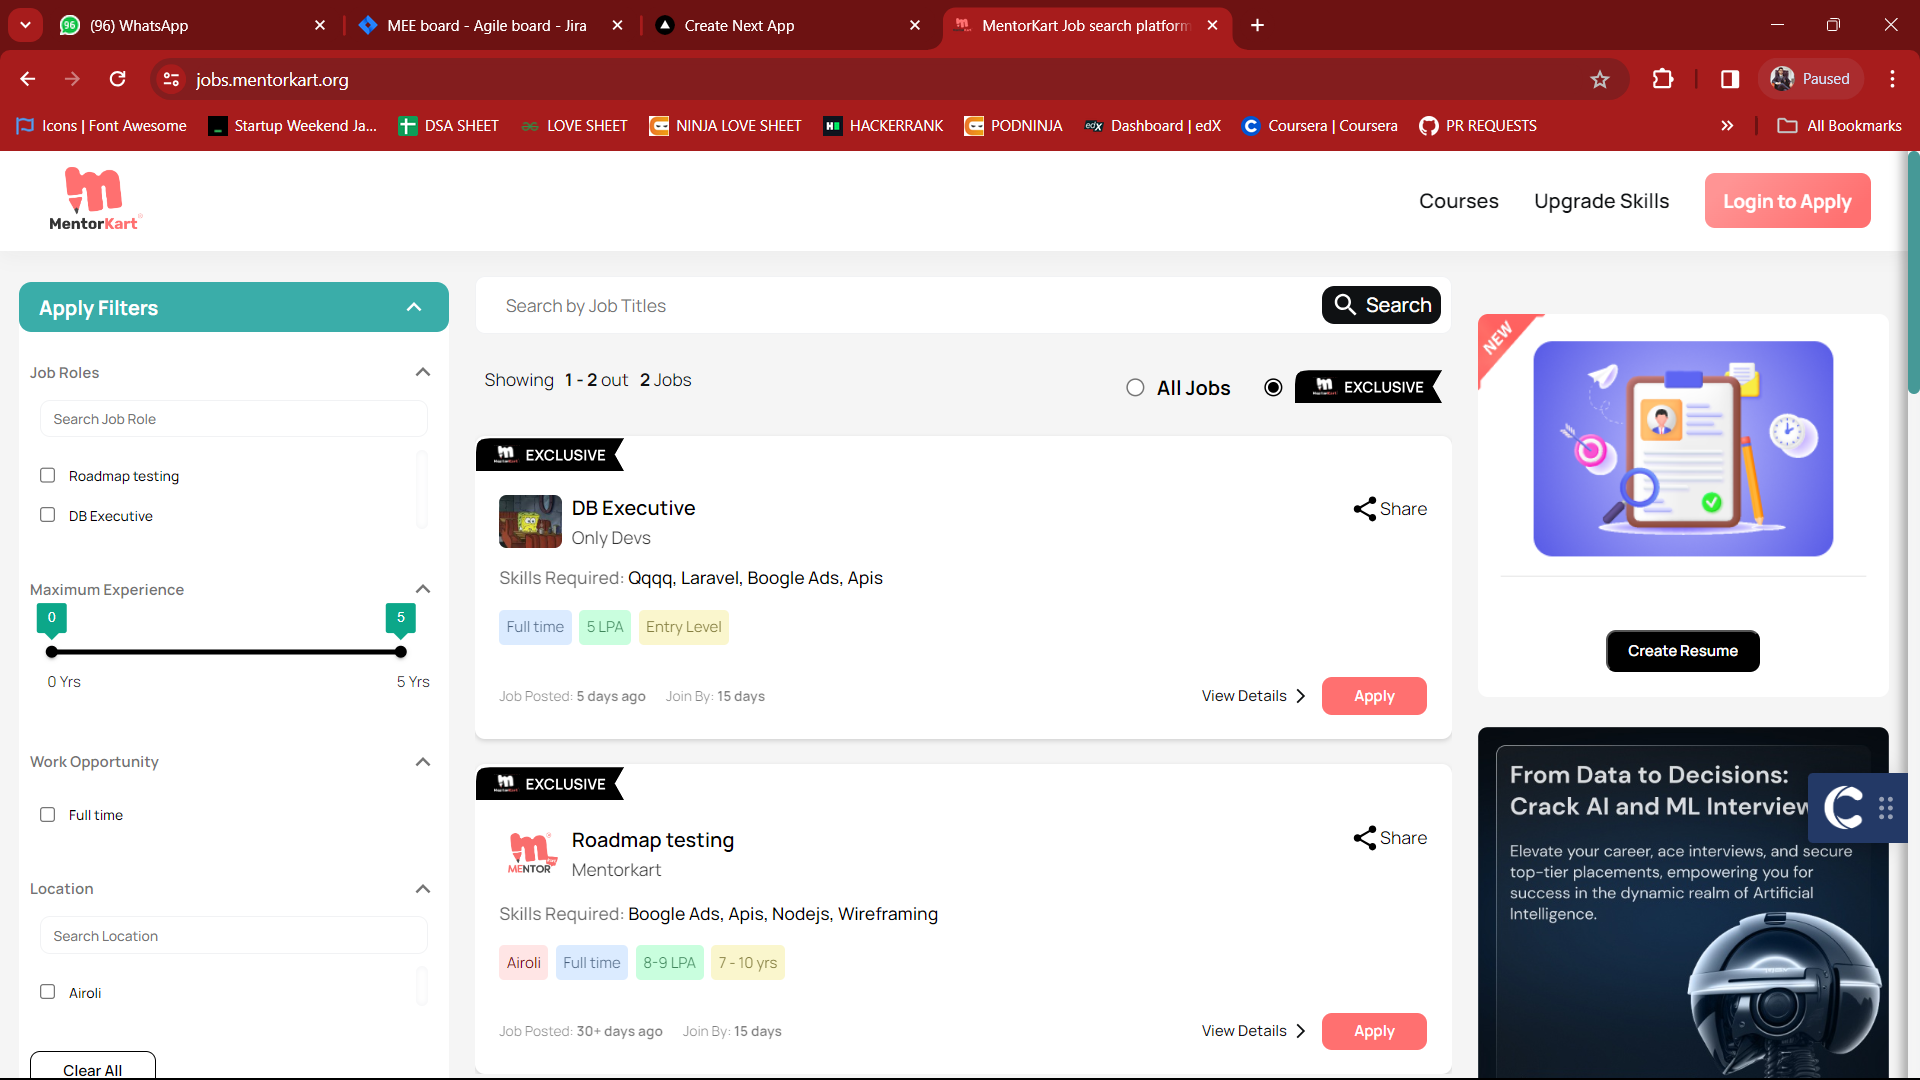 96 (96) WhatsApp
MEE board - Agile board - Jira
Create Next App
MentorKart Job search platform
jobs.mentorkart.org
Paused
Icons | Font Awesome
Startup Weekend Ja...
DSA SHEET
LOVE SHEET
NINJA LOVE SHEET
HACKERRANK
PODNINJA
edX Dashboard | edX
Coursera | Coursera
PR REQUESTS
All Bookmarks
MentorKart
Courses
Upgrade Skills
Login to Apply
Apply Filters
Job Roles
Search Job Role
Roadmap testing
DB Executive
Maximum Experience
0 5
0 Yrs 5 Yrs
Work Opportunity
Full time
Location
Search Location
Airoli
Clear All
Search by Job Titles
Search
Showing 1 - 2 out 2 Jobs
All Jobs
EXCLUSIVE
EXCLUSIVE
DB Executive
Share
Only Devs
Skills Required: Qqqq, Laravel, Boogle Ads, Apis
Full time 5 LPA Entry Level
Job Posted: 5 days ago Join By: 15 days
View Details
Apply
EXCLUSIVE
MENTOR
Roadmap testing
Share
Mentorkart
Skills Required: Boogle Ads, Apis, Nodejs, Wireframing
Airoli Full time 8-9 LPA 7 - 10 yrs
Job Posted: 30+ days ago Join By: 15 days
View Details
Apply
NEW
Create Resume
From Data to Decisions:
Crack AI and ML Interview
Elevate your career, ace interviews, and secure
top-tier placements, empowering you for
success in the dynamic realm of Artificial
Intelligence.